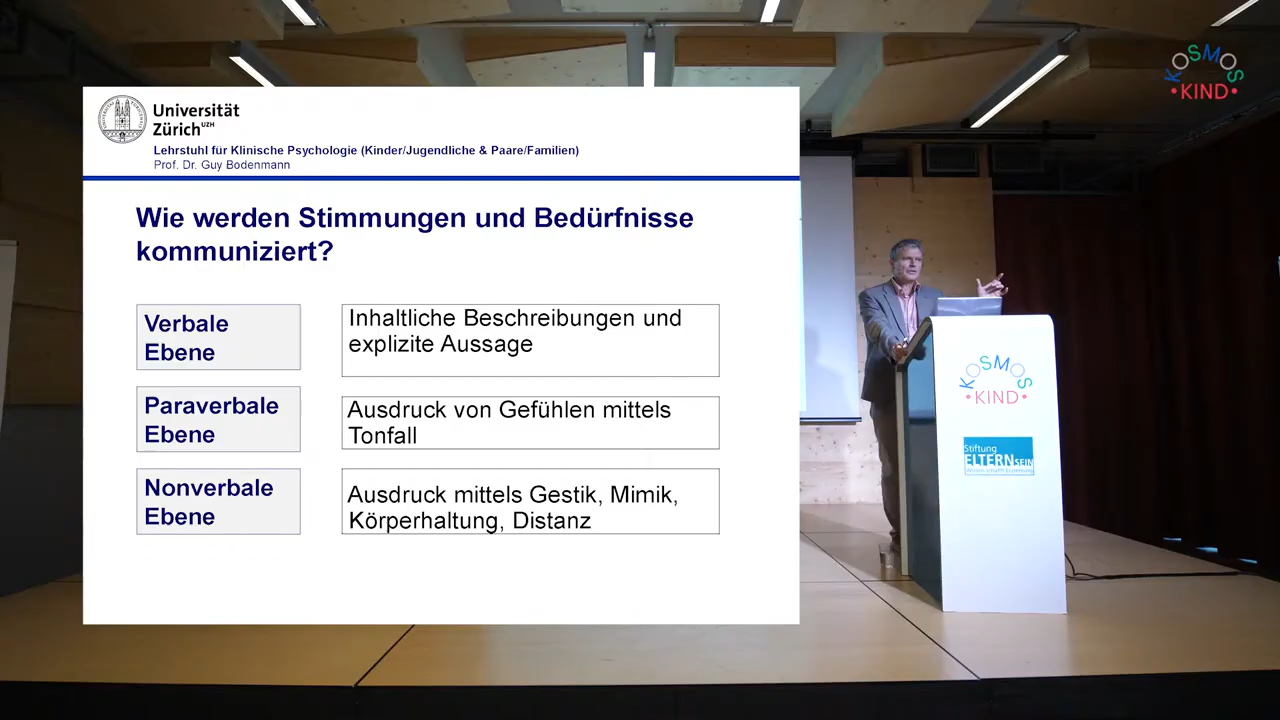 Universität
Zürich UZH
Lehrstuhl für Klinische Psychologie (Kinder/Jugendliche & Paare/Familien)
Prof. Dr. Guy Bodenmann
Wie werden Stimmungen und Bedürfnisse
kommuniziert?
Verbale
Ebene
Inhaltliche Beschreibungen und
explizite Aussage
Paraverbale
Ebene
Ausdruck von Gefühlen mittels
Tonfall
Nonverbale
Ebene
Ausdruck mittels Gestik, Mimik,
Körperhaltung, Distanz
KOSMOS
KIND
KOSMOS
KIND
Stiftung
ELTERNSEIN